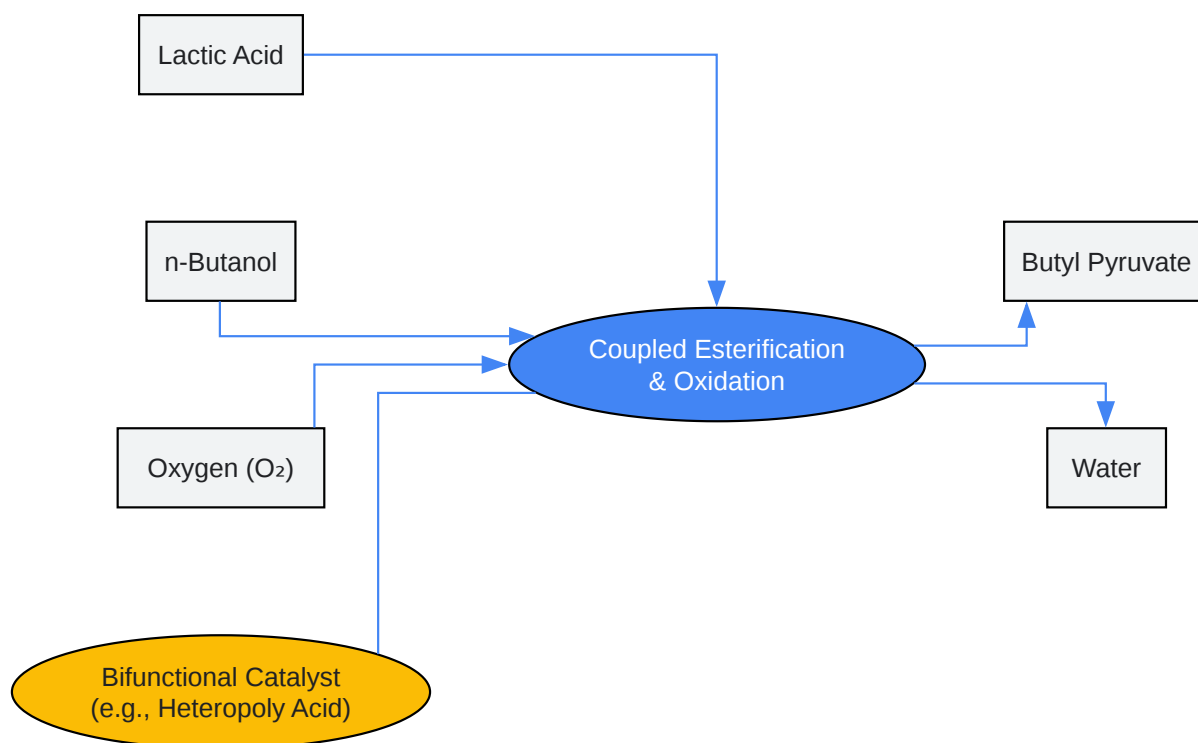 Lactic Acid
n-Butanol
Butyl Pyruvate
Coupled Esterification
& Oxidation
Oxygen (O₂)
Water
Bifunctional Catalyst
(e.g., Heteropoly Acid)